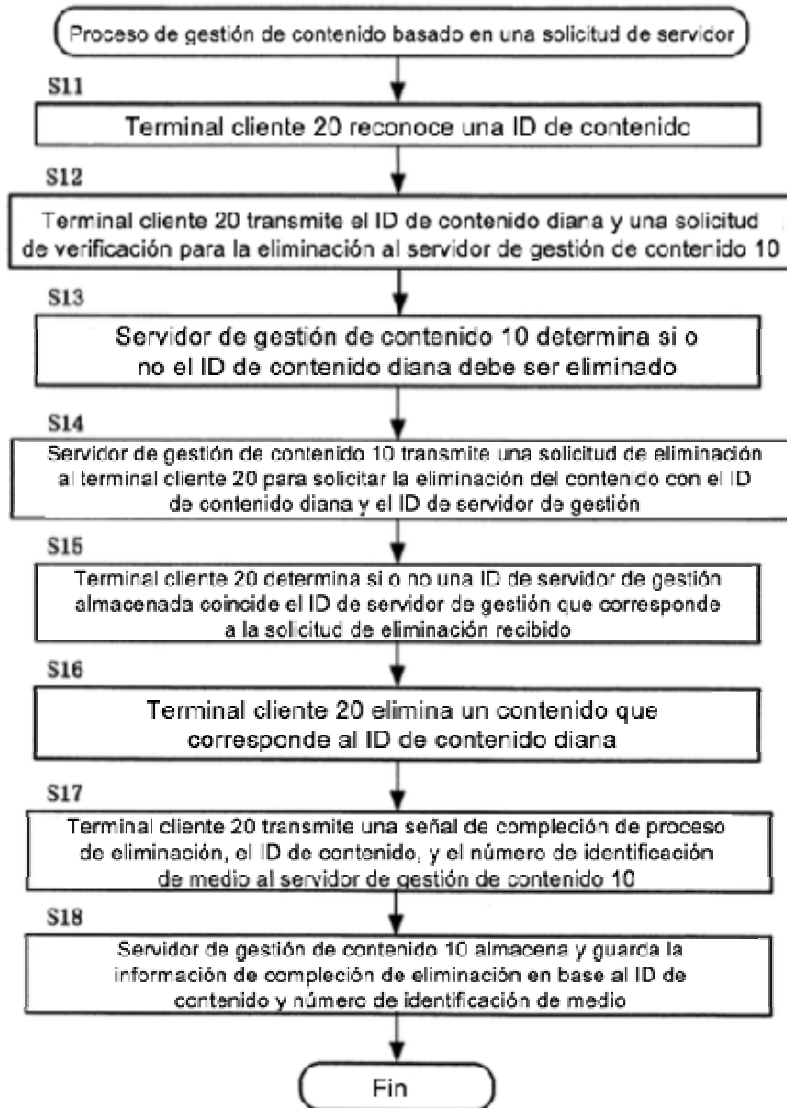 Proceso de gestión de contenido basado en una solicitud de servidor
S11
Terminal cliente 20 reconoce una ID de contenido
S12
Terminal cliente 20 transmite el ID de contenido diana y una solicitud
de verificación para la eliminación al servidor de gestión de contenido 10
S13
Servidor de gestión de contenido 10 determina si o
no el ID de contenido diana debe ser eliminado
S14
Servidor de gestión de contenido 10 transmite una solicitud de eliminación
al terminal cliente 20 para solicitar la eliminación del contenido con el ID
de contenido diana y el ID de servidor de gestión
S15
Terminal cliente 20 determina si o no una ID de servidor de gestión
almacenada coincide el ID de servidor de gestión que corresponde
a la solicitud de eliminación recibido
S16
Terminal cliente 20 elimina un contenido que
corresponde al ID de contenido diana
S17
Terminal cliente 20 transmite una señal de compleción de proceso
de eliminación, el ID de contenido, y el número de identificación
de medio al servidor de gestión de contenido 10
S18
Servidor de gestión de contenido 10 almacena y guarda la
información de compleción de eliminación en base al ID de
contenido y número de identificación de medio
Fin